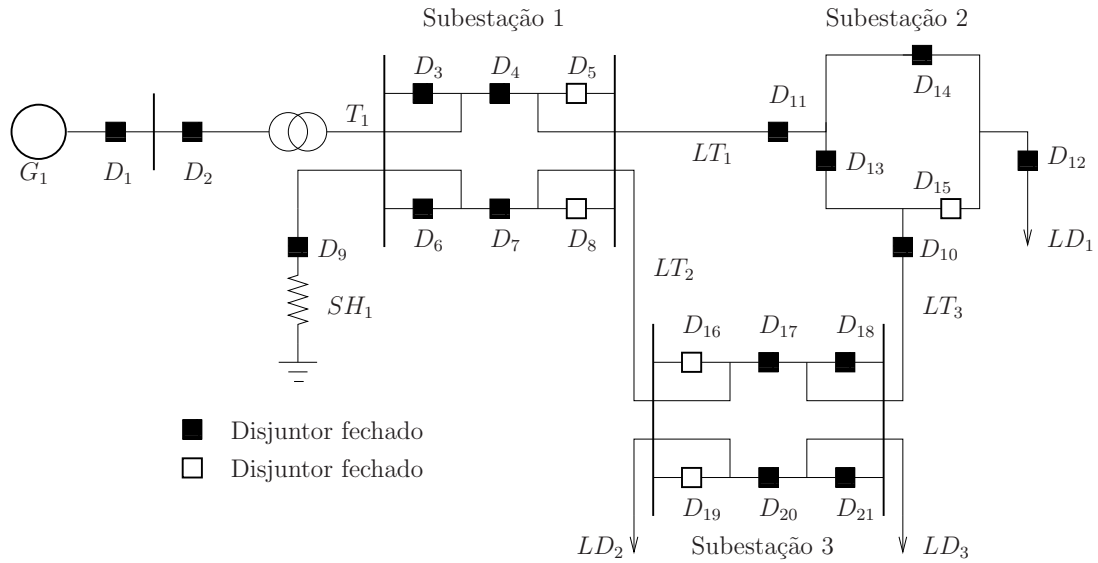 Subestação 1
Subestação 2
D3
D4
D5
D14
D11
T1
G1
D1
D2
LT1
D13
D15
D12
D6
D7
D8
D9
D10
LD1
LT2
SH1
LT3
D16
D17
D18
Disjuntor fechado
Disjuntor fechado
D19
D20
D21
LD2
Subestação 3
LD3